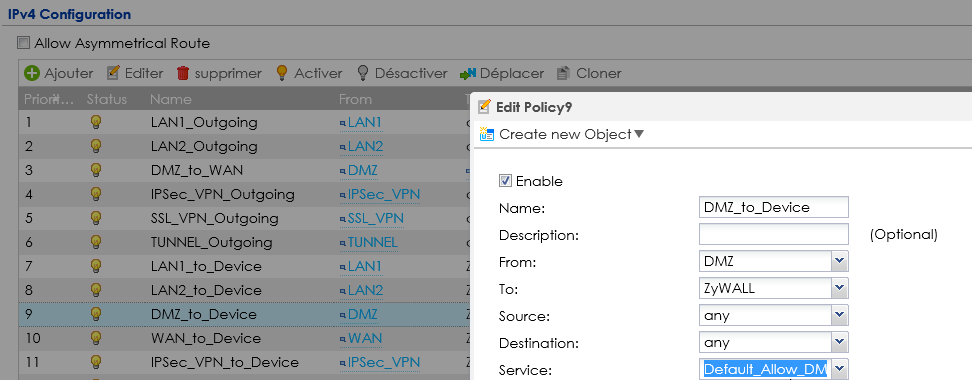 IPv4 Configuration
Allow Asymmetrical Route
Ajouter Editer supprimer Activer Désactiver Déplacer Cloner
Status Name From
1 LAN1_Outgoing LAN1
2 LAN2_Outgoing LAN2
3 DMZ_to_WAN DMZ
4 IPSec_VPN_Outgoing IPSec_VPN
5 SSL_VPN_Outgoing SSL_VPN
6 TUNNEL_Outgoing TUNNEL
7 LAN1_to_Device LAN1
8 LAN2_to_Device LAN2
9 DMZ_to_Device DMZ
10 WAN_to_Device WAN
11 IPSec_VPN_to_Device IPSec_VPN
Edit Policy9
Create new Object
Enable
Name: DMZ_to_Device
Description: (Optional)
From: DMZ
To: ZyWALL
Source: any
Destination: any
Service: Default_Allow_DM